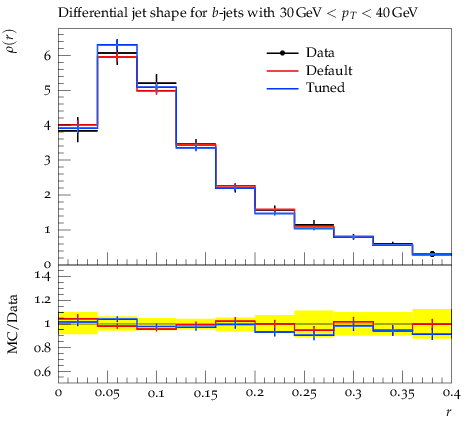 Differential jet shape for b-jets with 30 GeV < p_T < 40 GeV
ρ(r)
Data
Default
Tuned
6
5
4
3
2
1
0
MC/Data
1.4
1.2
1
0.8
0.6
0 0.05 0.1 0.15 0.2 0.25 0.3 0.35 0.4
r